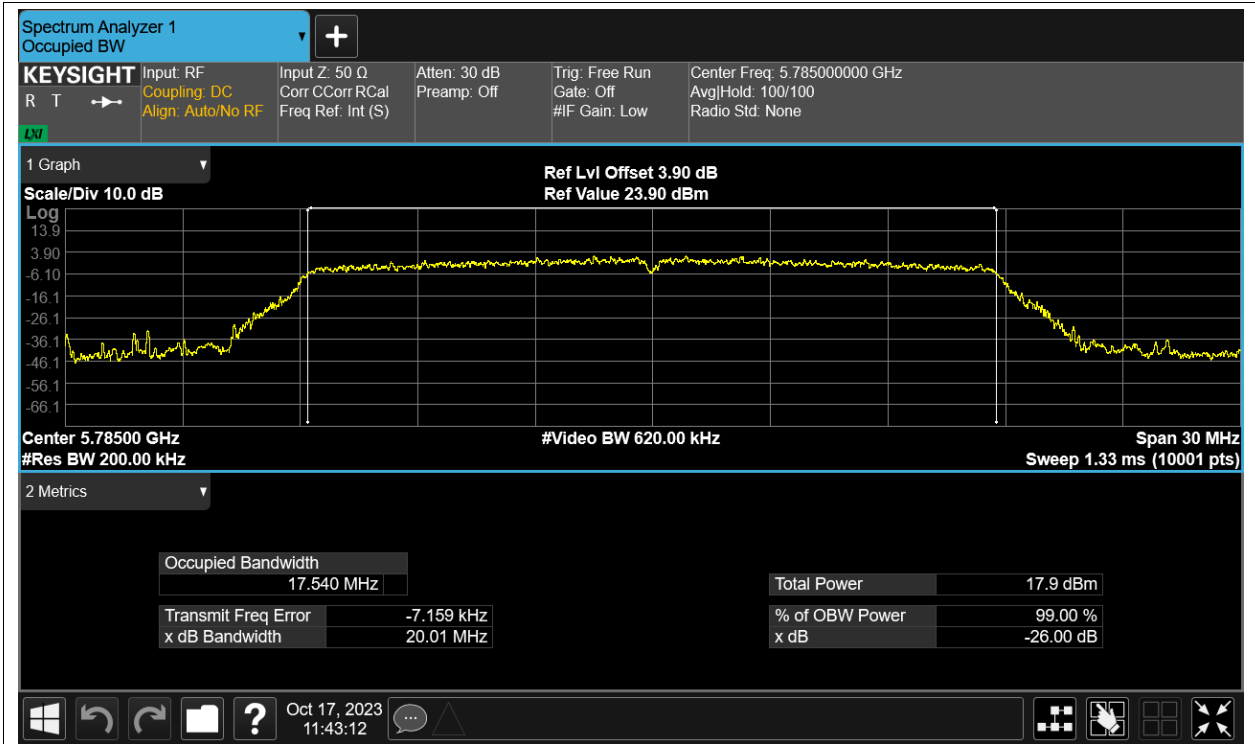 Spectrum Analyzer 1
Occupied BW
KEYSIGHT
R T
LXI
Input: RF
Coupling: DC
Align: Auto/No RF
Input Z: 50 Ω
Corr CCorr RCal
Freq Ref: Int (S)
Atten: 30 dB
Preamp: Off
Trig: Free Run
Gate: Off
#IF Gain: Low
Center Freq: 5.785000000 GHz
Avg|Hold: 100/100
Radio Std: None
1 Graph
Scale/Div 10.0 dB
Ref Lvl Offset 3.90 dB
Ref Value 23.90 dBm
Log
13.9
3.90
-6.10
-16.1
-26.1
-36.1
-46.1
-56.1
-66.1
Center 5.78500 GHz
#Res BW 200.00 kHz
#Video BW 620.00 kHz
Span 30 MHz
Sweep 1.33 ms (10001 pts)
2 Metrics
Occupied Bandwidth
17.540 MHz
Transmit Freq Error -7.159 kHz
x dB Bandwidth 20.01 MHz
Total Power 17.9 dBm
% of OBW Power 99.00 %
x dB -26.00 dB
Oct 17, 2023
11:43:12